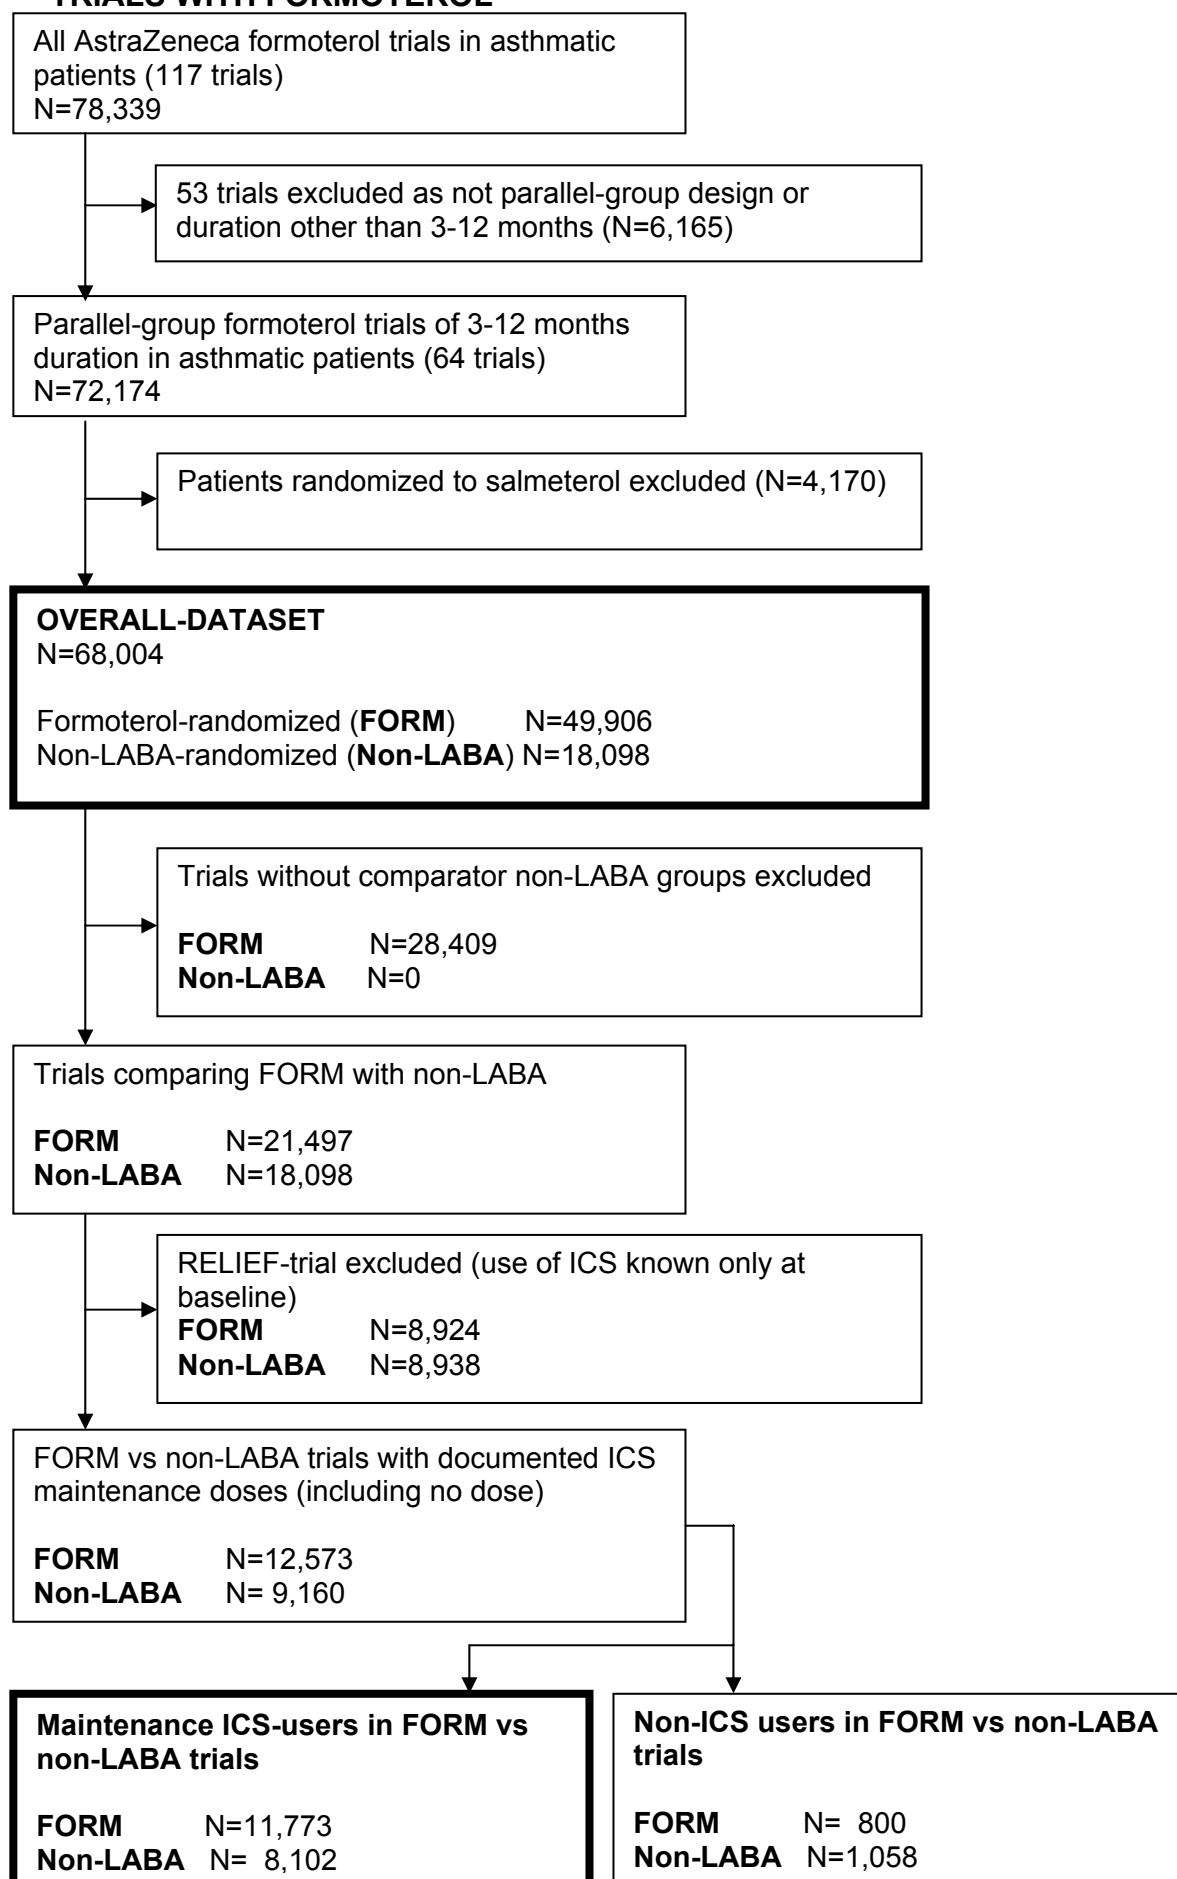 TRIALS WITH FORMOTEROL
All AstraZeneca formoterol trials in asthmatic
patients (117 trials)
N=78,339
53 trials excluded as not parallel-group design or
duration other than 3-12 months (N=6,165)
Parallel-group formoterol trials of 3-12 months
duration in asthmatic patients (64 trials)
N=72,174
Patients randomized to salmeterol excluded (N=4,170)
OVERALL-DATASET
N=68,004
Formoterol-randomized (FORM) N=49,906
Non-LABA-randomized (Non-LABA) N=18,098
Trials without comparator non-LABA groups excluded
FORM N=28,409
Non-LABA N=0
Trials comparing FORM with non-LABA
FORM N=21,497
Non-LABA N=18,098
RELIEF-trial excluded (use of ICS known only at
baseline)
FORM N=8,924
Non-LABA N=8,938
FORM vs non-LABA trials with documented ICS
maintenance doses (including no dose)
FORM N=12,573
Non-LABA N= 9,160
Maintenance ICS-users in FORM vs
non-LABA trials
FORM N=11,773
Non-LABA N= 8,102
Non-ICS users in FORM vs non-LABA
trials
FORM N= 800
Non-LABA N=1,058